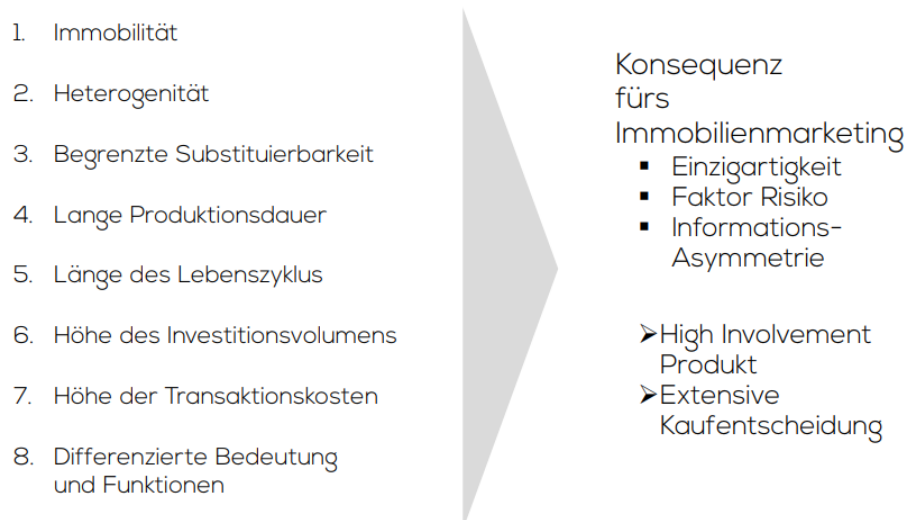 1. Immobilität
2. Heterogenität
3. Begrenzte Substituierbarkeit
4. Lange Produktionsdauer
5. Länge des Lebenszyklus
6. Höhe des Investitionsvolumens
7. Höhe der Transaktionskosten
8. Differenzierte Bedeutung
und Funktionen
Konsequenz
fürs
Immobilienmarketing
▪ Einzigartigkeit
▪ Faktor Risiko
▪ Informations-
Asymmetrie
➢High Involvement
Produkt
➢Extensive
Kaufentscheidung